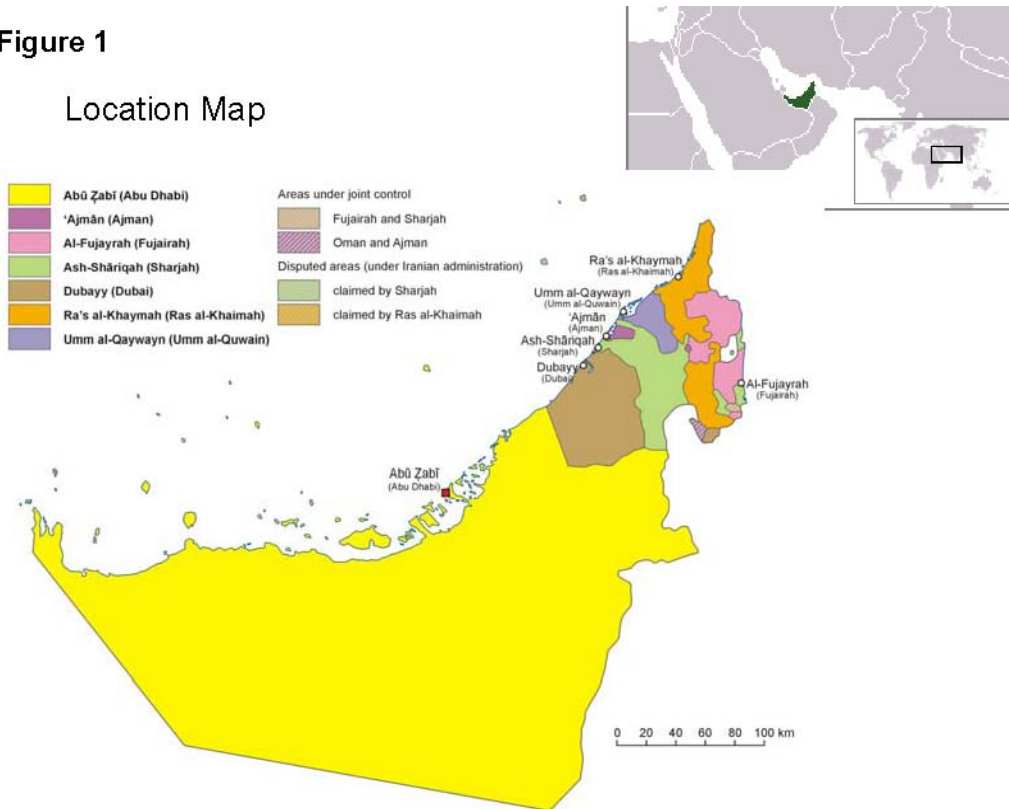 Figure 1
Location Map
Abū Z̧abī (Abu Dhabi)
'Ajmān (Ajman)
Al-Fujayrah (Fujairah)
Ash-Shāriqah (Sharjah)
Dubayy (Dubai)
Ra's al-Khaymah (Ras al-Khaimah)
Umm al-Qaywayn (Umm al-Quwain)
Areas under joint control
Fujairah and Sharjah
Oman and Ajman
Disputed areas (under Iranian administration)
claimed by Sharjah
claimed by Ras al-Khaimah
Ra's al-Khaymah
(Ras al-Khaimah)
Umm al-Qaywayn
(Umm al-Quwain)
'Ajmān
(Ajman)
Ash-Shāriqah
(Sharjah)
Dubayy
(Dubai)
Al-Fujayrah
(Fujairah)
Abū Z̧abī
(Abu Dhabi)
0 20 40 60 80 100 km